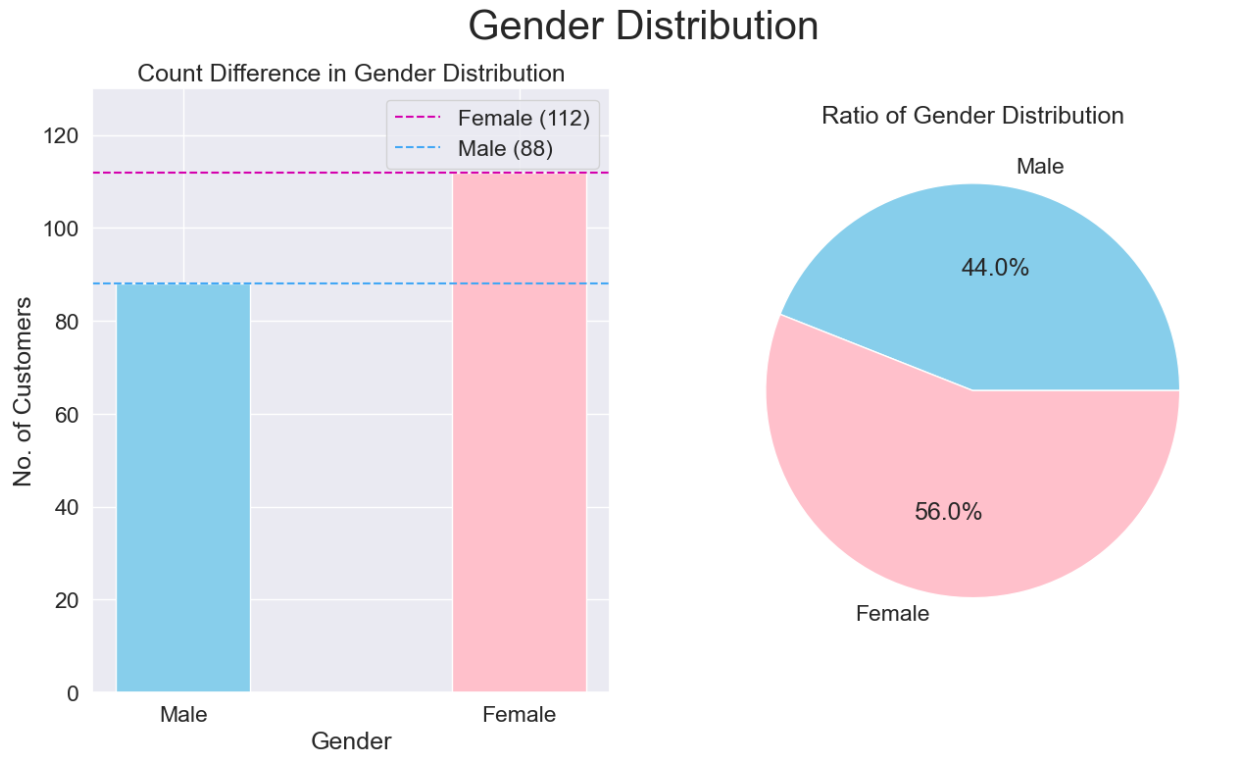 Gender Distribution
Count Difference in Gender Distribution
Female (112)
Male (88)
120
100
80
60
40
20
0
No. of Customers
Male
Female
Gender
Ratio of Gender Distribution
Male
44.0%
56.0%
Female